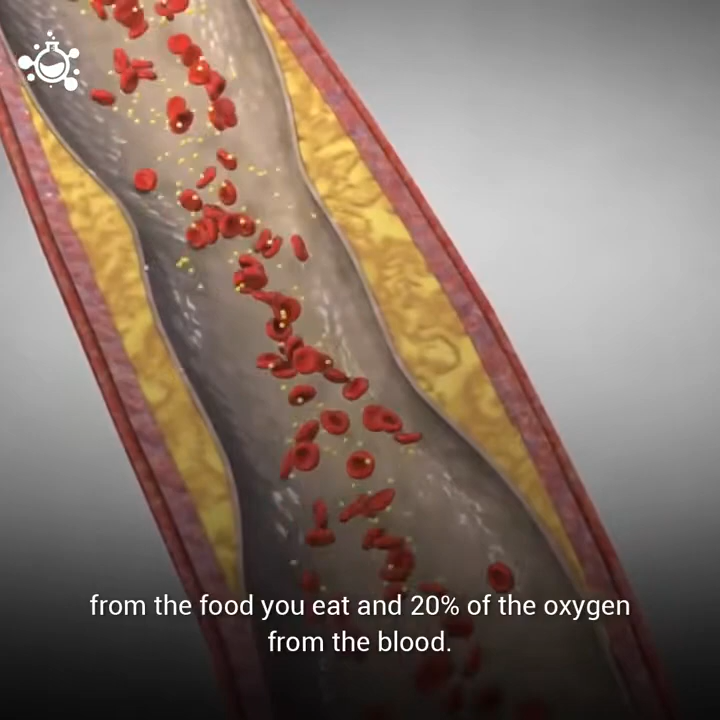 from the food you eat and 20% of the oxygen
from the blood.